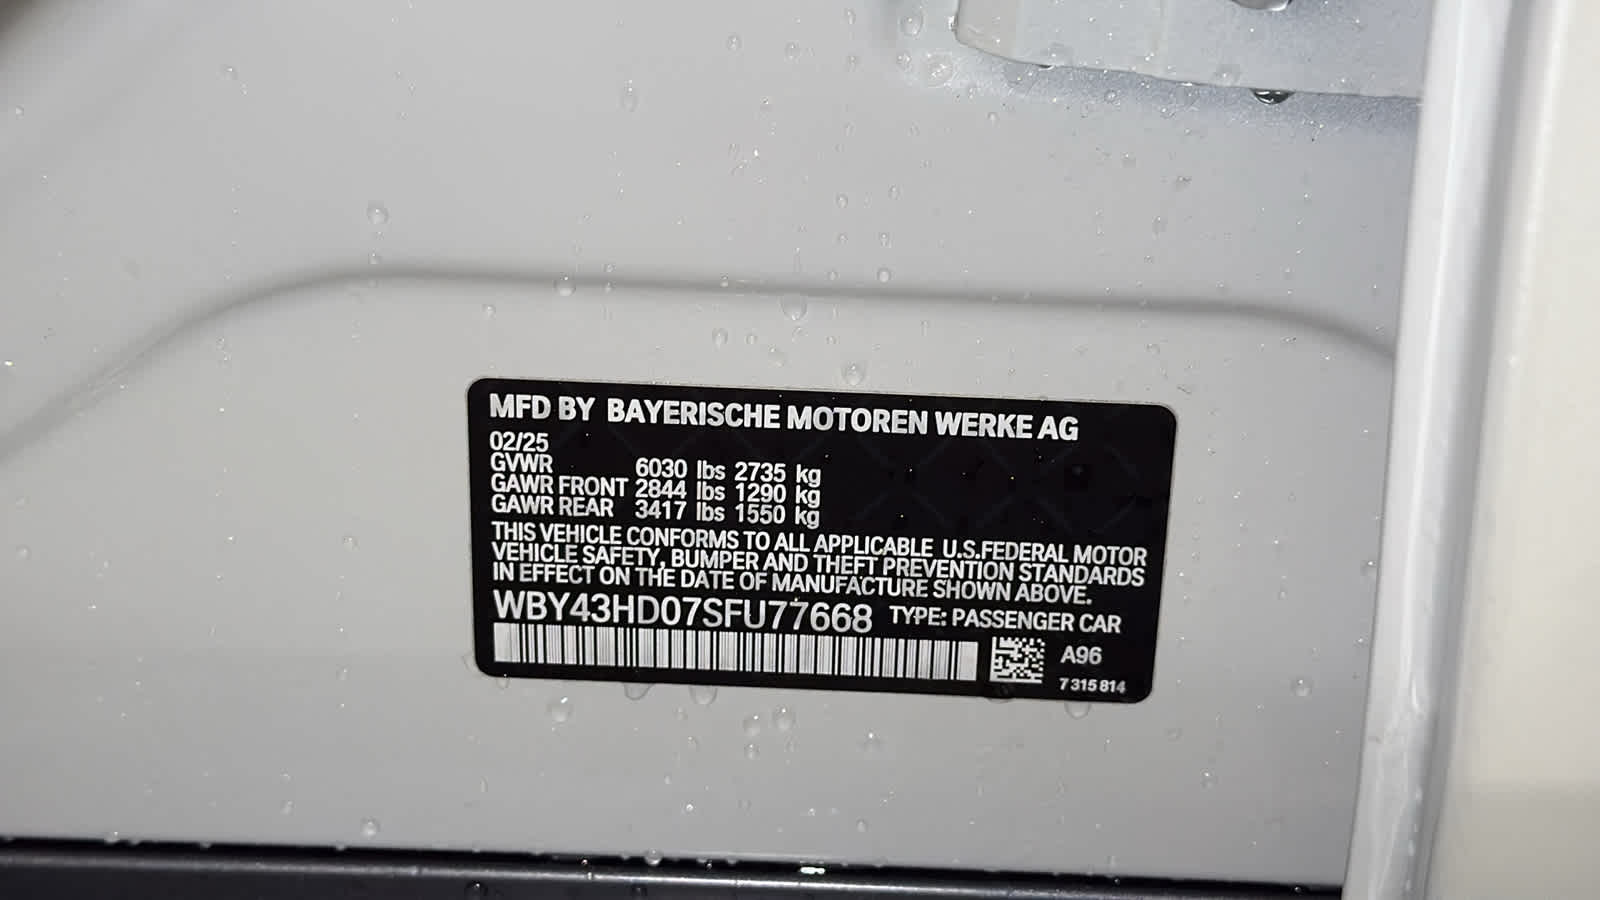 MFD BY BAYERISCHE MOTOREN WERKE AG
02/25
GVWR 6030 lbs 2735 kg
GAWR FRONT 2844 lbs 1290 kg
GAWR REAR 3417 lbs 1550 kg
THIS VEHICLE CONFORMS TO ALL APPLICABLE U.S.FEDERAL MOTOR
VEHICLE SAFETY, BUMPER AND THEFT PREVENTION STANDARDS
IN EFFECT ON THE DATE OF MANUFACTURE SHOWN ABOVE.
WBY43HD07SFU77668 TYPE: PASSENGER CAR
A96
7 315 814